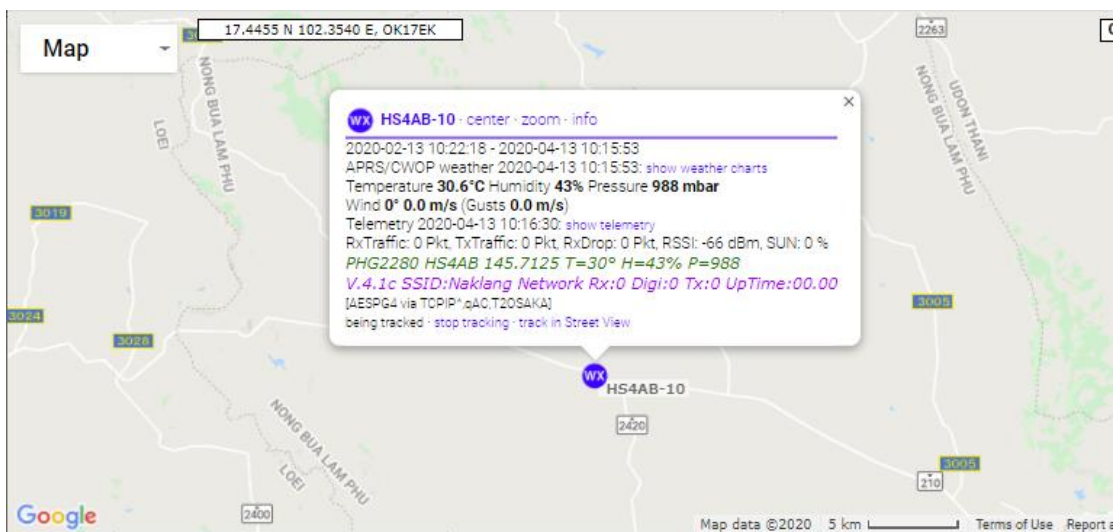 Map
17.4455 N 102.3540 E, OK17EK
2263
NONG BUA LAM PHU
LOEI
UDON THANI
NONG BUA LAM PHU
×
WX HS4AB-10 · center · zoom · info
2020-02-13 10:22:18 - 2020-04-13 10:15:53
APRS/CWOP weather 2020-04-13 10:15:53: show weather charts
Temperature 30.6°C Humidity 43% Pressure 988 mbar
Wind 0° 0.0 m/s (Gusts 0.0 m/s)
Telemetry 2020-04-13 10:16:30: show telemetry
RxTraffic: 0 Pkt, TxTraffic: 0 Pkt, RxDrop: 0 Pkt, RSSI: -66 dBm, SUN: 0 %
PHG2280 HS4AB 145.7125 T=30° H=43% P=988
V.4.1c SSID:Naklang Network Rx:0 Digi:0 Tx:0 UpTime:00.00
[AESPG4 via TCPIP*,qAC,T2OSAKA]
being tracked · stop tracking · track in Street View
3019
3005
3024
3028
WX
HS4AB-10
2420
NONG BUA LAM PHU
LOEI
3005
210
2400
Google
Map data ©2020 5 km Terms of Use Report